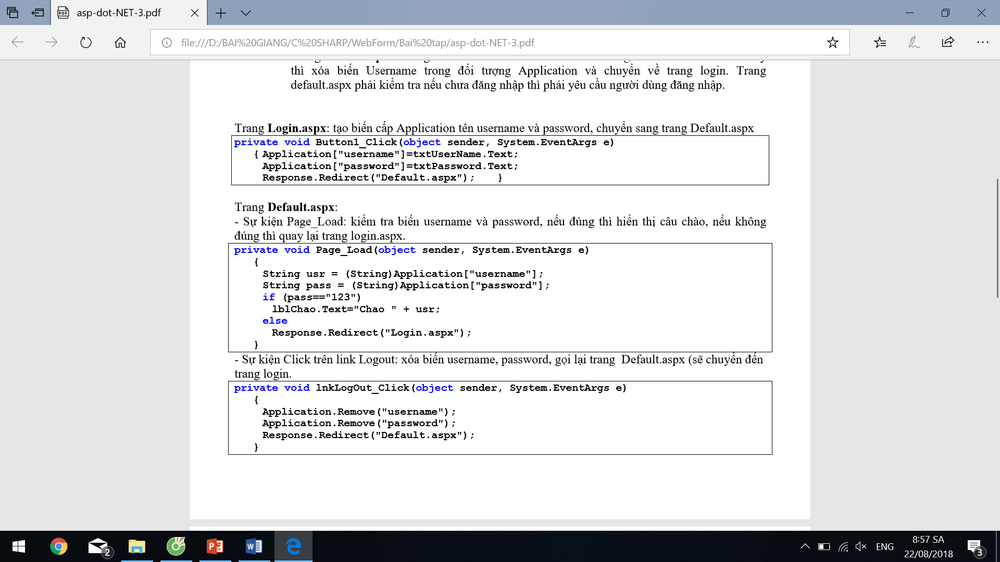 asp-dot-NET-3.pdf
file:///D:/BAI%20GIANG/C%20SHARP/WebForm/Bai%20tap/asp-dot-NET-3.pdf
thì xóa biến Username trong đối tượng Application và chuyển về trang login. Trang
default.aspx phải kiểm tra nếu chưa đăng nhập thì phải yêu cầu người dùng đăng nhập.
Trang Login.aspx: tạo biến cấp Application tên username và password, chuyển sang trang Default.aspx
private void Button1_Click(object sender, System.EventArgs e)
{ Application["username"]=txtUserName.Text;
Application["password"]=txtPassword.Text;
Response.Redirect("Default.aspx"); }
Trang Default.aspx:
- Sự kiện Page_Load: kiểm tra biến username và password, nếu đúng thì hiển thị câu chào, nếu không
đúng thì quay lại trang login.aspx.
private void Page_Load(object sender, System.EventArgs e)
{
String usr = (String)Application["username"];
String pass = (String)Application["password"];
if (pass=="123")
lblChao.Text="Chao " + usr;
else
Response.Redirect("Login.aspx");
}
- Sự kiện Click trên link Logout: xóa biến username, password, gọi lại trang  Default.aspx (sẽ chuyển đến
trang login.
private void lnkLogOut_Click(object sender, System.EventArgs e)
{
Application.Remove("username");
Application.Remove("password");
Response.Redirect("Default.aspx");
}
2
ENG
8:57 SA
22/08/2018
3